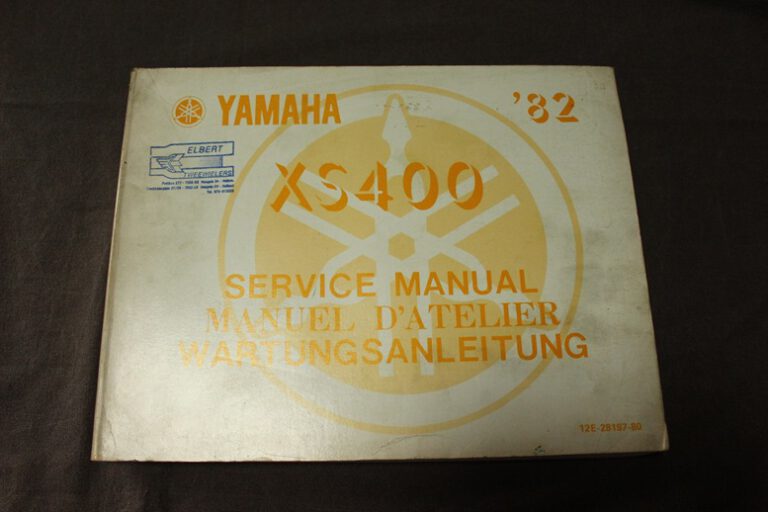 YAMAHA
'82
ELBERT
TWEEWIELERS
XS400
SERVICE MANUAL
MANUEL D'ATELIER
WARTUNGSANLEITUNG
12E-28197-80